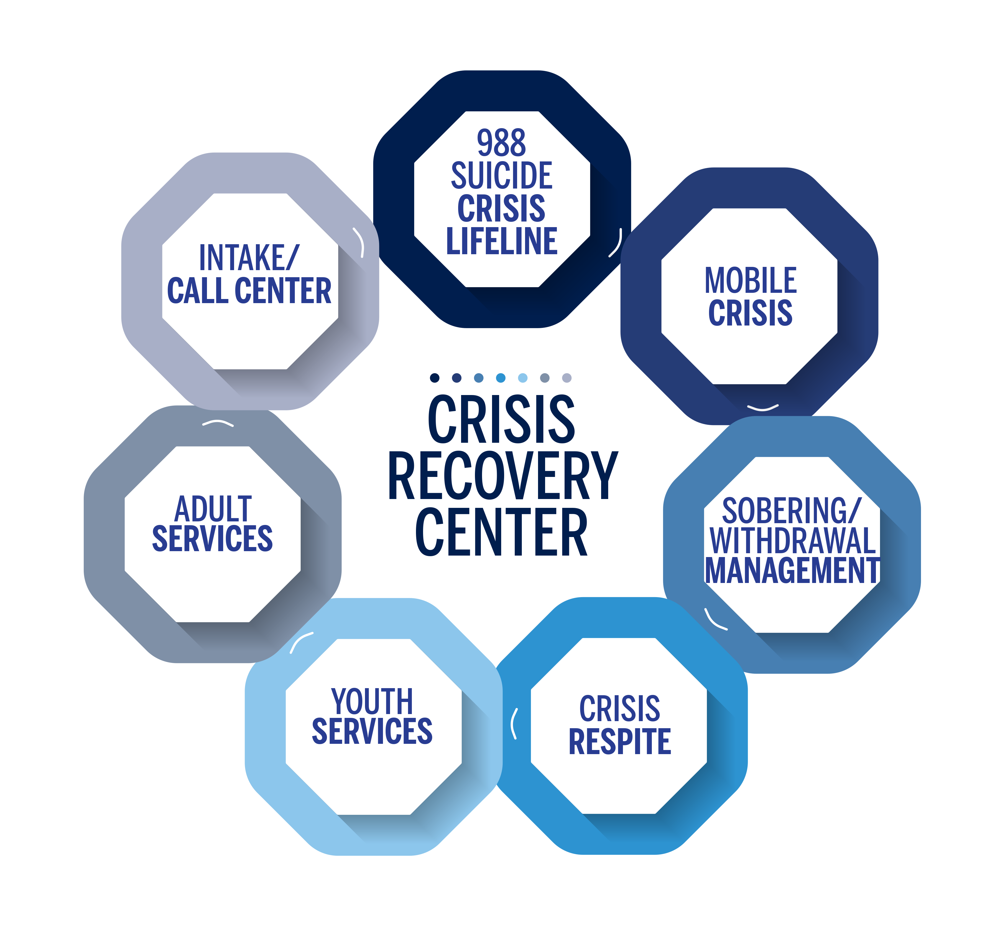 988
SUICIDE
CRISIS
LIFELINE
MOBILE
CRISIS
SOBERING/
WITHDRAWAL
MANAGEMENT
CRISIS
RESPITE
YOUTH
SERVICES
ADULT
SERVICES
INTAKE/
CALL CENTER
CRISIS
RECOVERY
CENTER